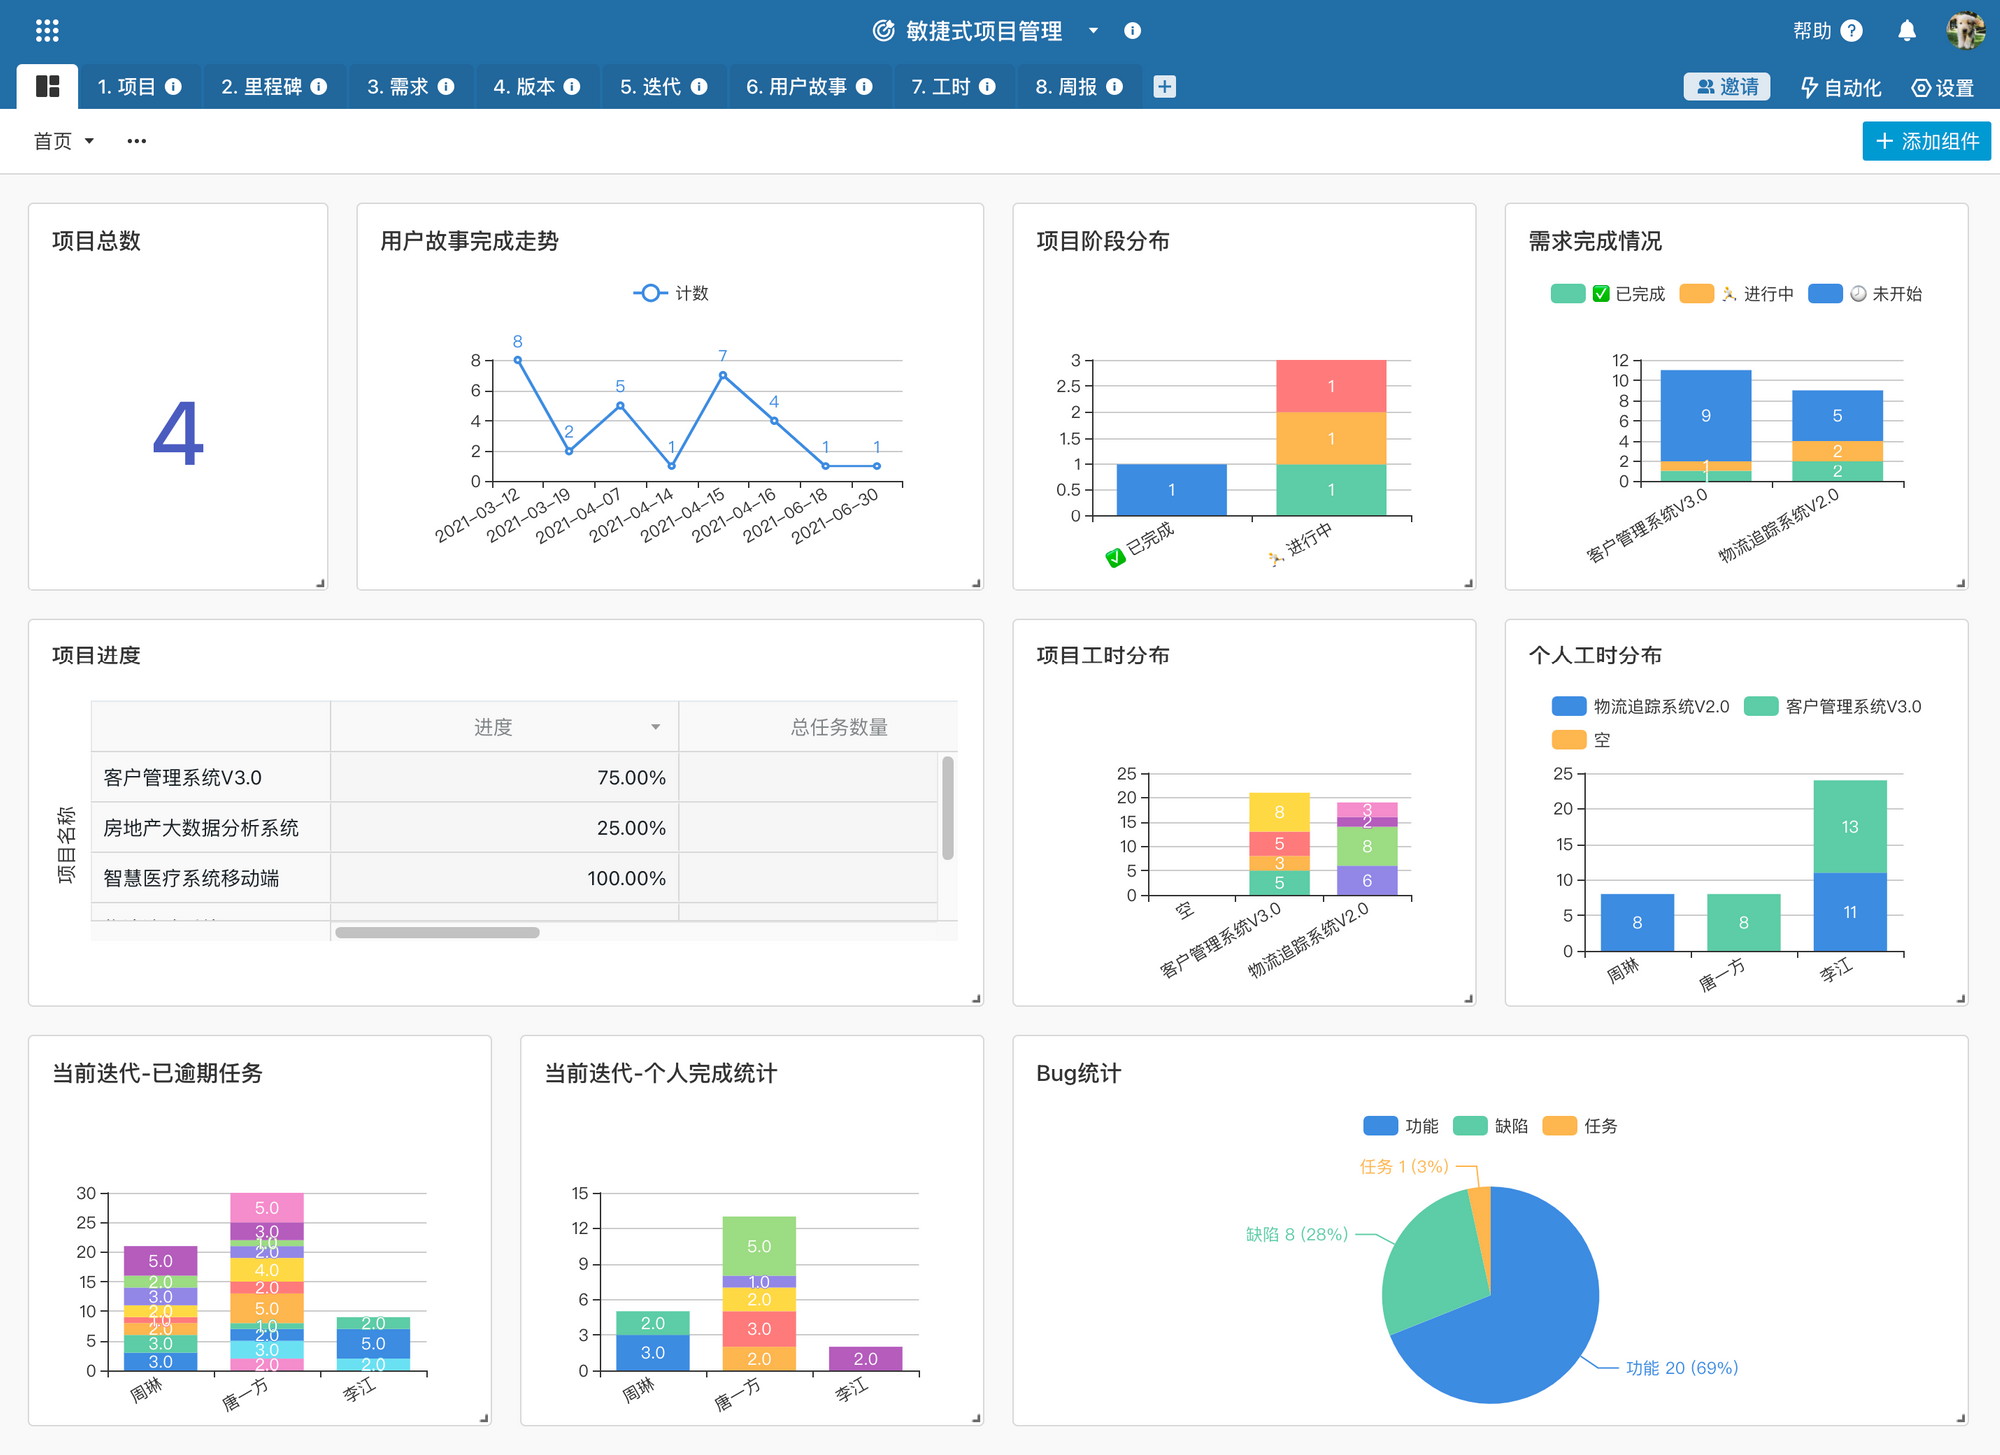 敏捷式项目管理
帮助
1. 项目
2. 里程碑
3. 需求
4. 版本
5. 迭代
6. 用户故事
7. 工时
8. 周报
邀请
自动化
设置
首页
添加组件
项目总数
4
用户故事完成走势
计数
8
6
4
2
0
8
2
5
1
7
4
1
1
2021-03-12
2021-03-19
2021-04-07
2021-04-14
2021-04-15
2021-04-16
2021-06-18
2021-06-30
项目阶段分布
3
2.5
2
1.5
1
0.5
0
1
1
1
1
✅ 已完成
进行中
需求完成情况
✅ 已完成
进行中
未开始
12
10
8
6
4
2
0
9
1
5
2
2
客户管理系统V3.0
物流追踪系统V2.0
项目进度
进度
总任务数量
项目名称
客户管理系统V3.0
75.00%
房地产大数据分析系统
25.00%
智慧医疗系统移动端
100.00%
项目工时分布
25
20
15
10
5
0
8
5
3
5
3
2
8
6
空
客户管理系统V3.0
物流追踪系统V2.0
个人工时分布
物流追踪系统V2.0
客户管理系统V3.0
空
25
20
15
10
5
0
8
8
13
11
周琳
唐一方
李江
当前迭代-已逾期任务
30
25
20
15
10
5
0
5.0
2.0
3.0
2.0
1.0
2.0
3.0
3.0
5.0
3.0
1.0
2.0
4.0
2.0
5.0
1.0
2.0
3.0
2.0
2.0
5.0
2.0
周琳
唐一方
李江
当前迭代-个人完成统计
15
12
9
6
3
0
2.0
3.0
5.0
1.0
2.0
3.0
2.0
2.0
周琳
唐一方
李江
Bug统计
功能
缺陷
任务
任务 1 (3%)
缺陷 8 (28%)
功能 20 (69%)